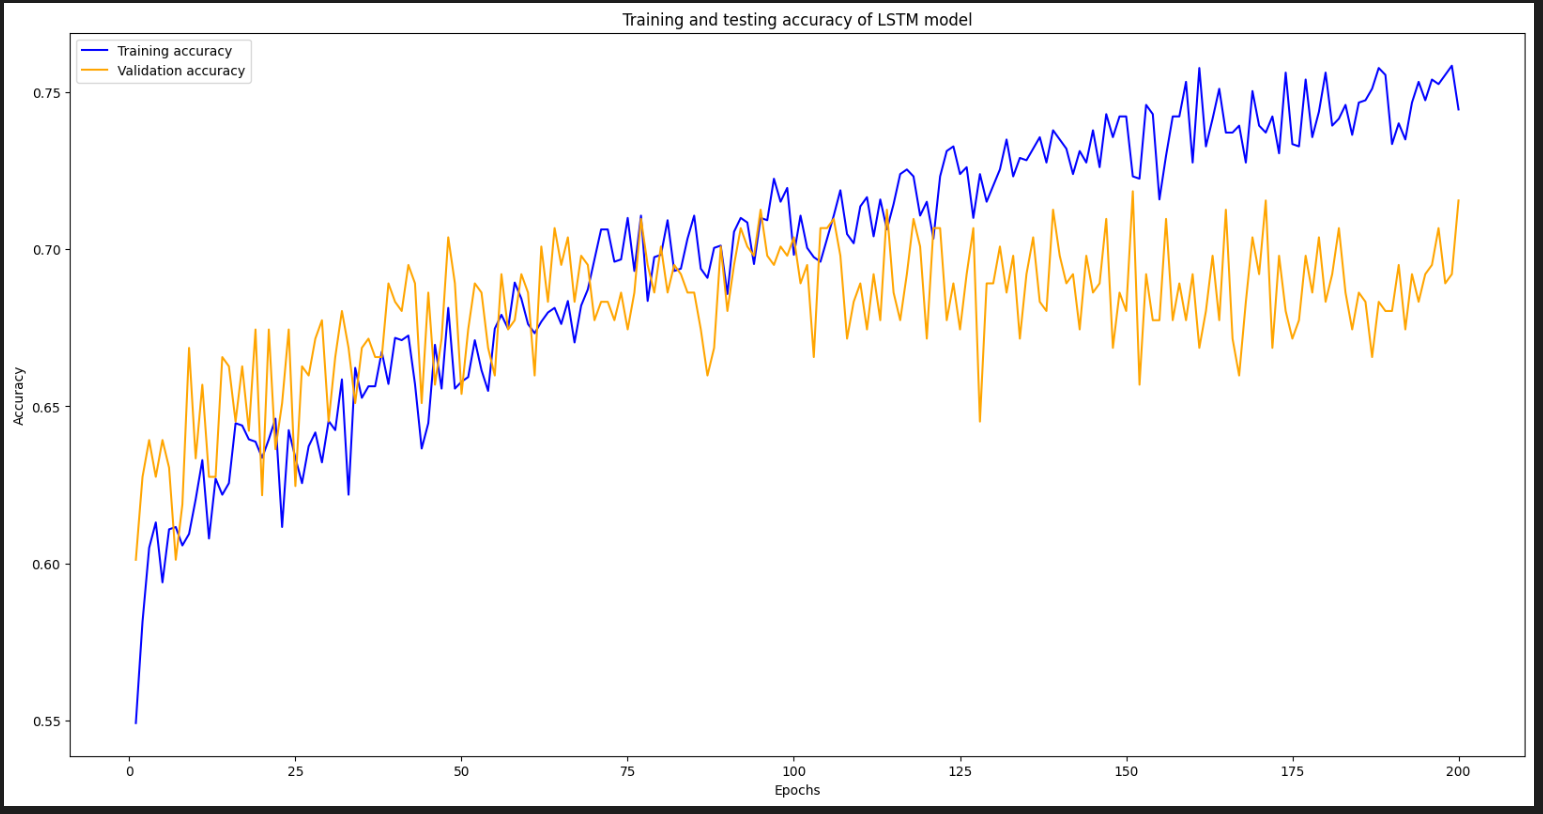 Training and testing accuracy of LSTM model
Training accuracy
Validation accuracy
0.75
0.70
0.65
0.60
0.55
Accuracy
0 25 50 75 100 125 150 175 200
Epochs